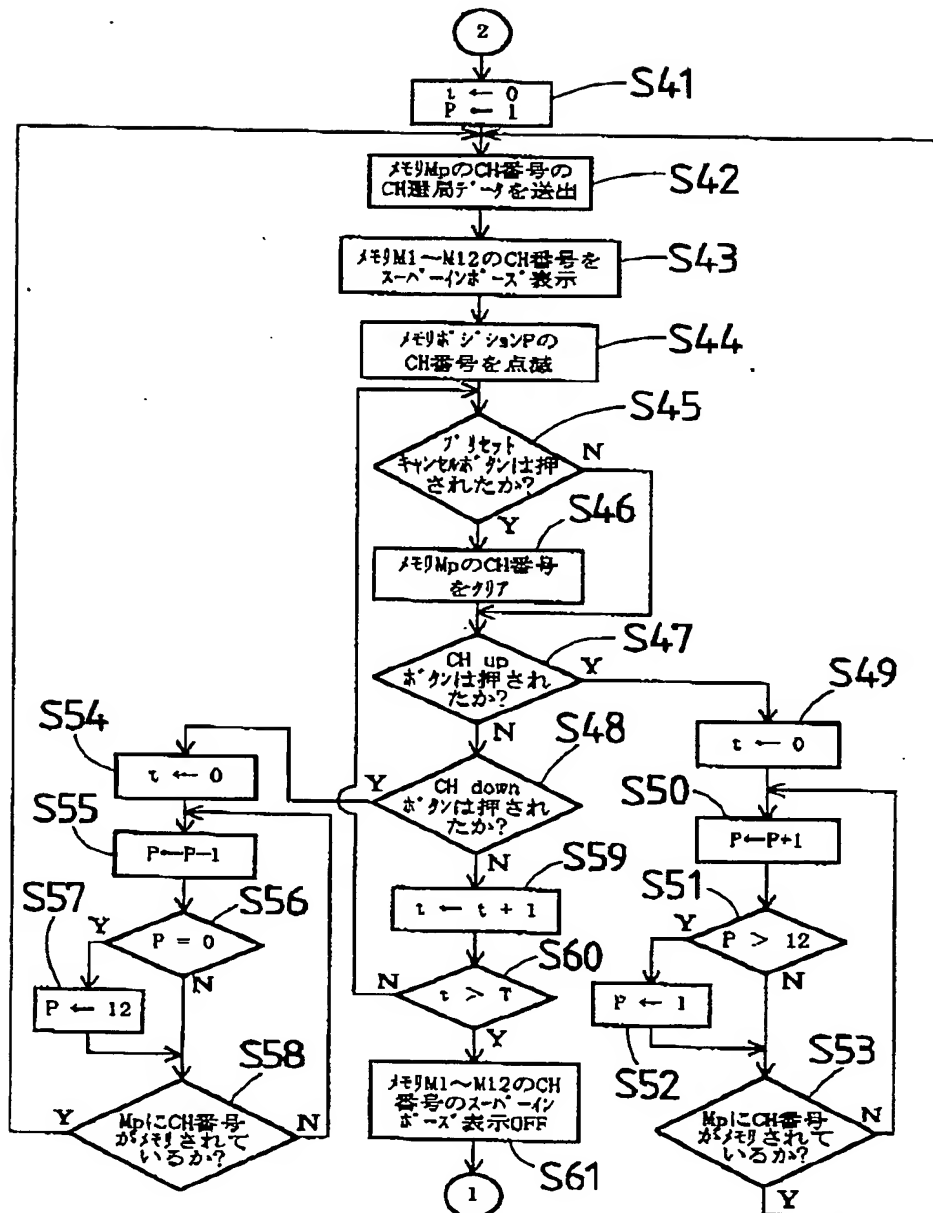 2
S41
t ← 0
P ← 1
S42
メモリMpのCH番号の
CH選局データを送出
S43
メモリM1～M12のCH番号を
スーパーインポーズ表示
S44
メモリポジションPの
CH番号を点滅
S45
プリセット
キャンセルボタンは押
されたか?
N
Y
S46
メモリMpのCH番号
をクリア
S47
CH up
ボタンは押され
たか?
Y
N
S49
t ← 0
S48
CH down
ボタンは押され
たか?
Y
N
S54
t ← 0
S50
P←P+1
S55
P←P−1
S59
t ← t + 1
S51
P > 12
Y
N
S57
S56
P = 0
Y
N
S60
t > T
N
Y
P ← 12
P ← 1
S52
S58
MpにCH番号
がメモリされて
いるか?
Y
N
メモリM1～M12のCH
番号のスーパーイン
ポーズ表示OFF
S61
S53
MpにCH番号
がメモリされて
いるか?
N
Y
1